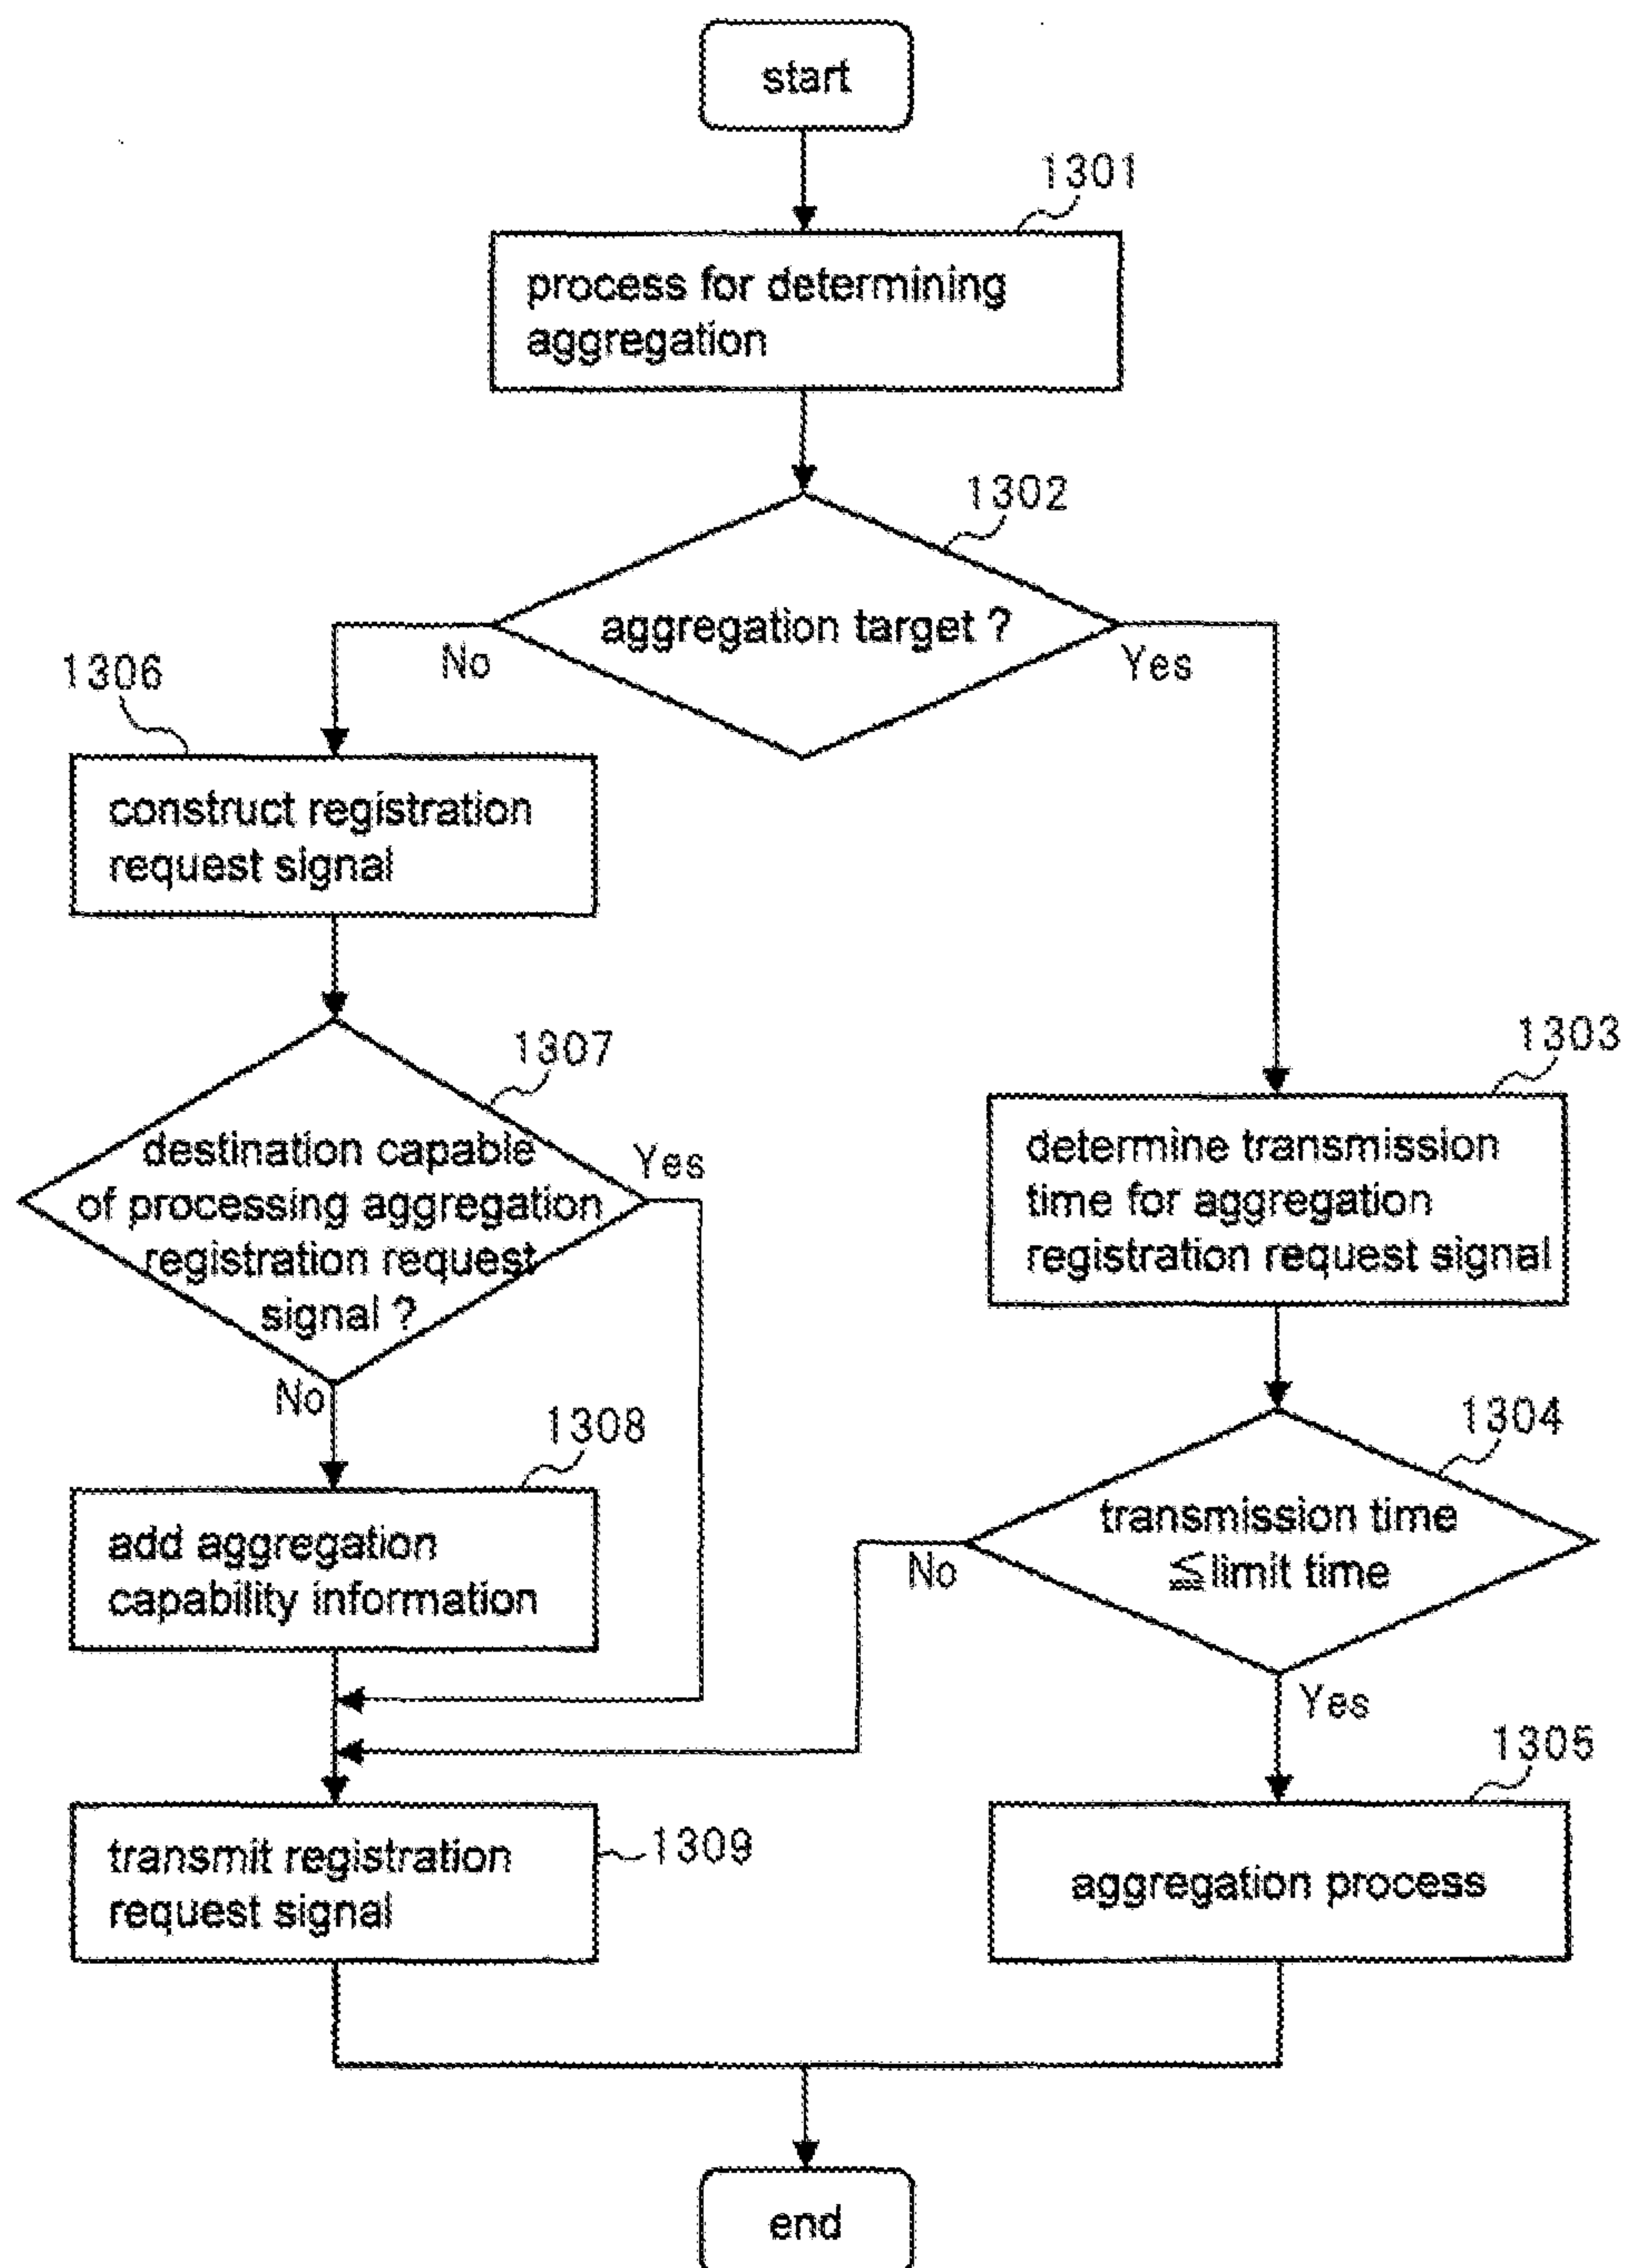 start
1301
process for determining
aggregation
1302
aggregation target ?
No
Yes
1306
construct registration
request signal
1307
destination capable
of processing aggregation
registration request
signal ?
Yes
No
1303
determine transmission
time for aggregation
registration request signal
1304
transmission time
≦limit time
No
Yes
1308
add aggregation
capability information
1305
aggregation process
1309
transmit registration
request signal
end